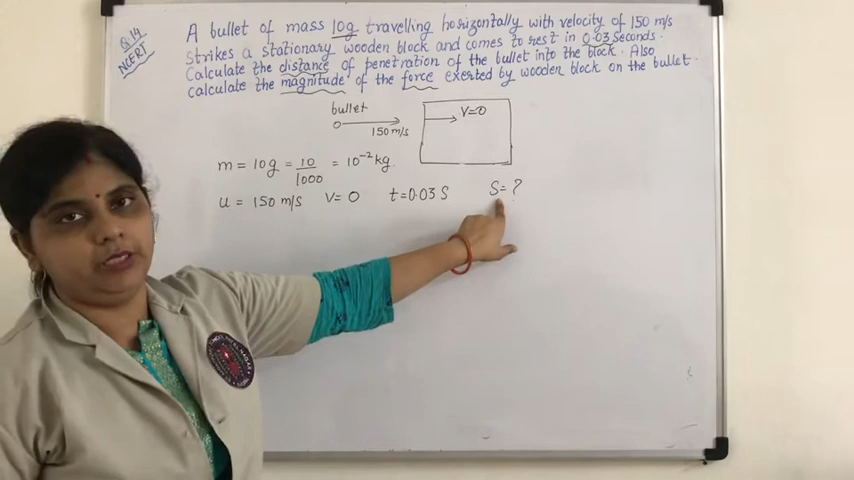 Q.14
NCERT
A bullet of mass 10g travelling horizontally with velocity of 150 m/s
strikes a stationary wooden block and comes to rest in 0.03 seconds.
Calculate the distance of penetration of the bullet into the block. Also
calculate the magnitude of the force exerted by wooden block on the bullet.
bullet
150 m/s
V=0
m = 10g = 10/1000 = 10⁻² kg.
u = 150 m/s V= 0 t=0.03 S S= ?